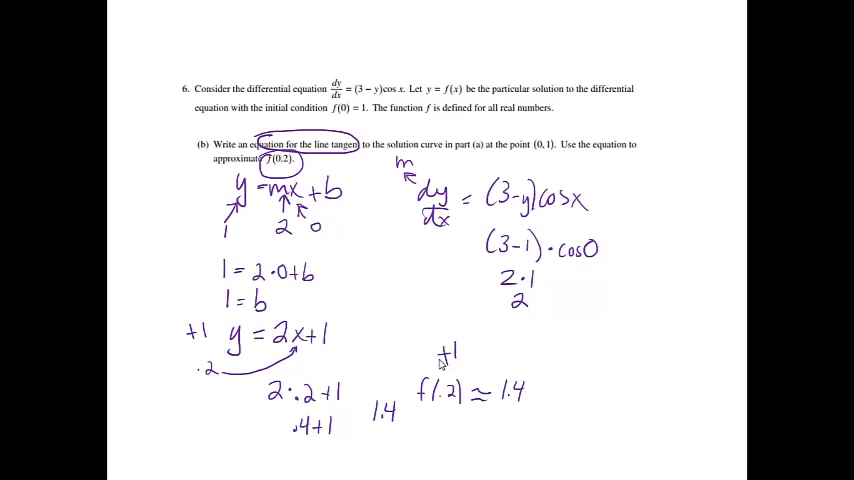 6. Consider the differential equation dy/dx = (3 − y)cos x. Let y = f(x) be the particular solution to the differential
equation with the initial condition f(0) = 1. The function f is defined for all real numbers.
(b) Write an equation for the line tangent to the solution curve in part (a) at the point (0, 1). Use the equation to
approximate f(0.2).
y = mx + b
1 2 0
1 = 2·0+b
1 = b
+1 y = 2x+1
.2
2·.2+1
.4+1 1.4
m
dy/dx = (3-y)cosx
(3-1)·cos0
2·1
2
+1
f(.2) ≈ 1.4